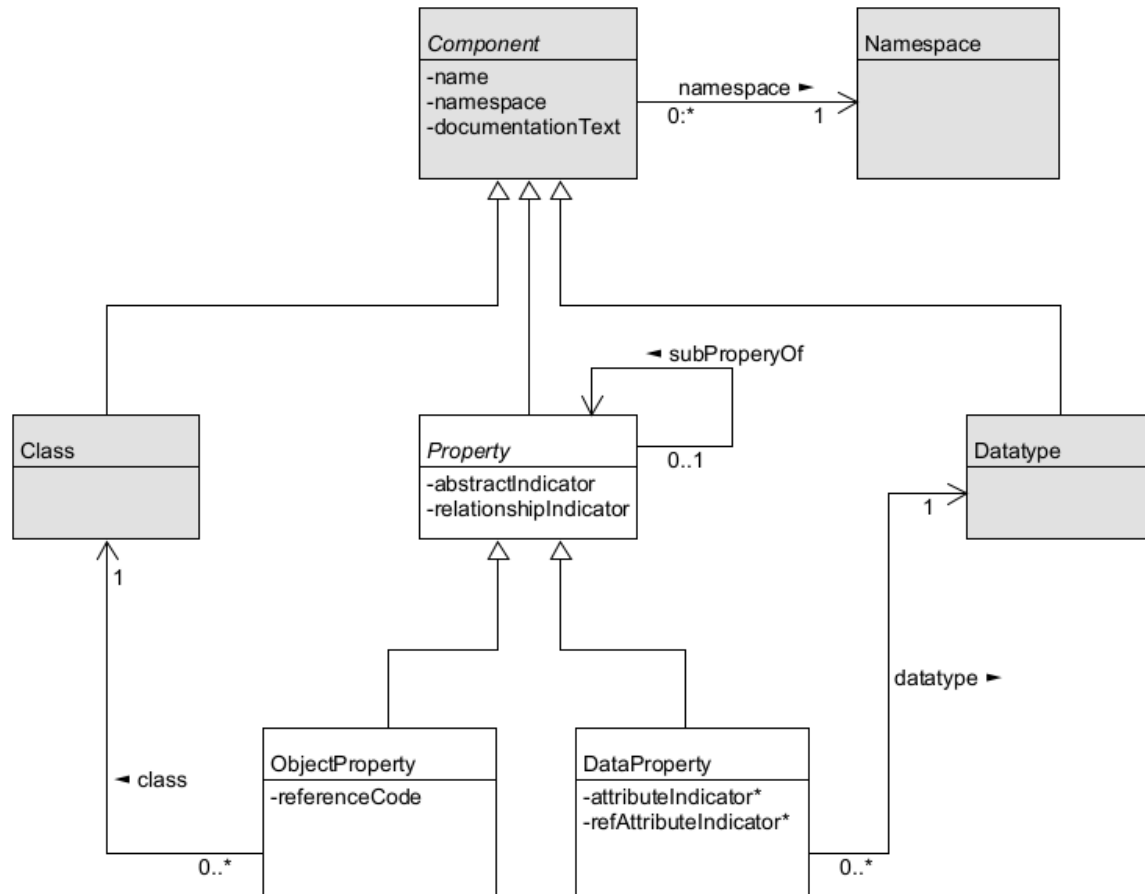 Component
-name
-namespace
-documentationText
namespace ►
0:*
1
Namespace
◄ subProperyOf
0..1
Class
Property
-abstractIndicator
-relationshipIndicator
Datatype
1
1
◄ class
datatype ►
ObjectProperty
-referenceCode
DataProperty
-attributeIndicator*
-refAttributeIndicator*
0..*
0..*